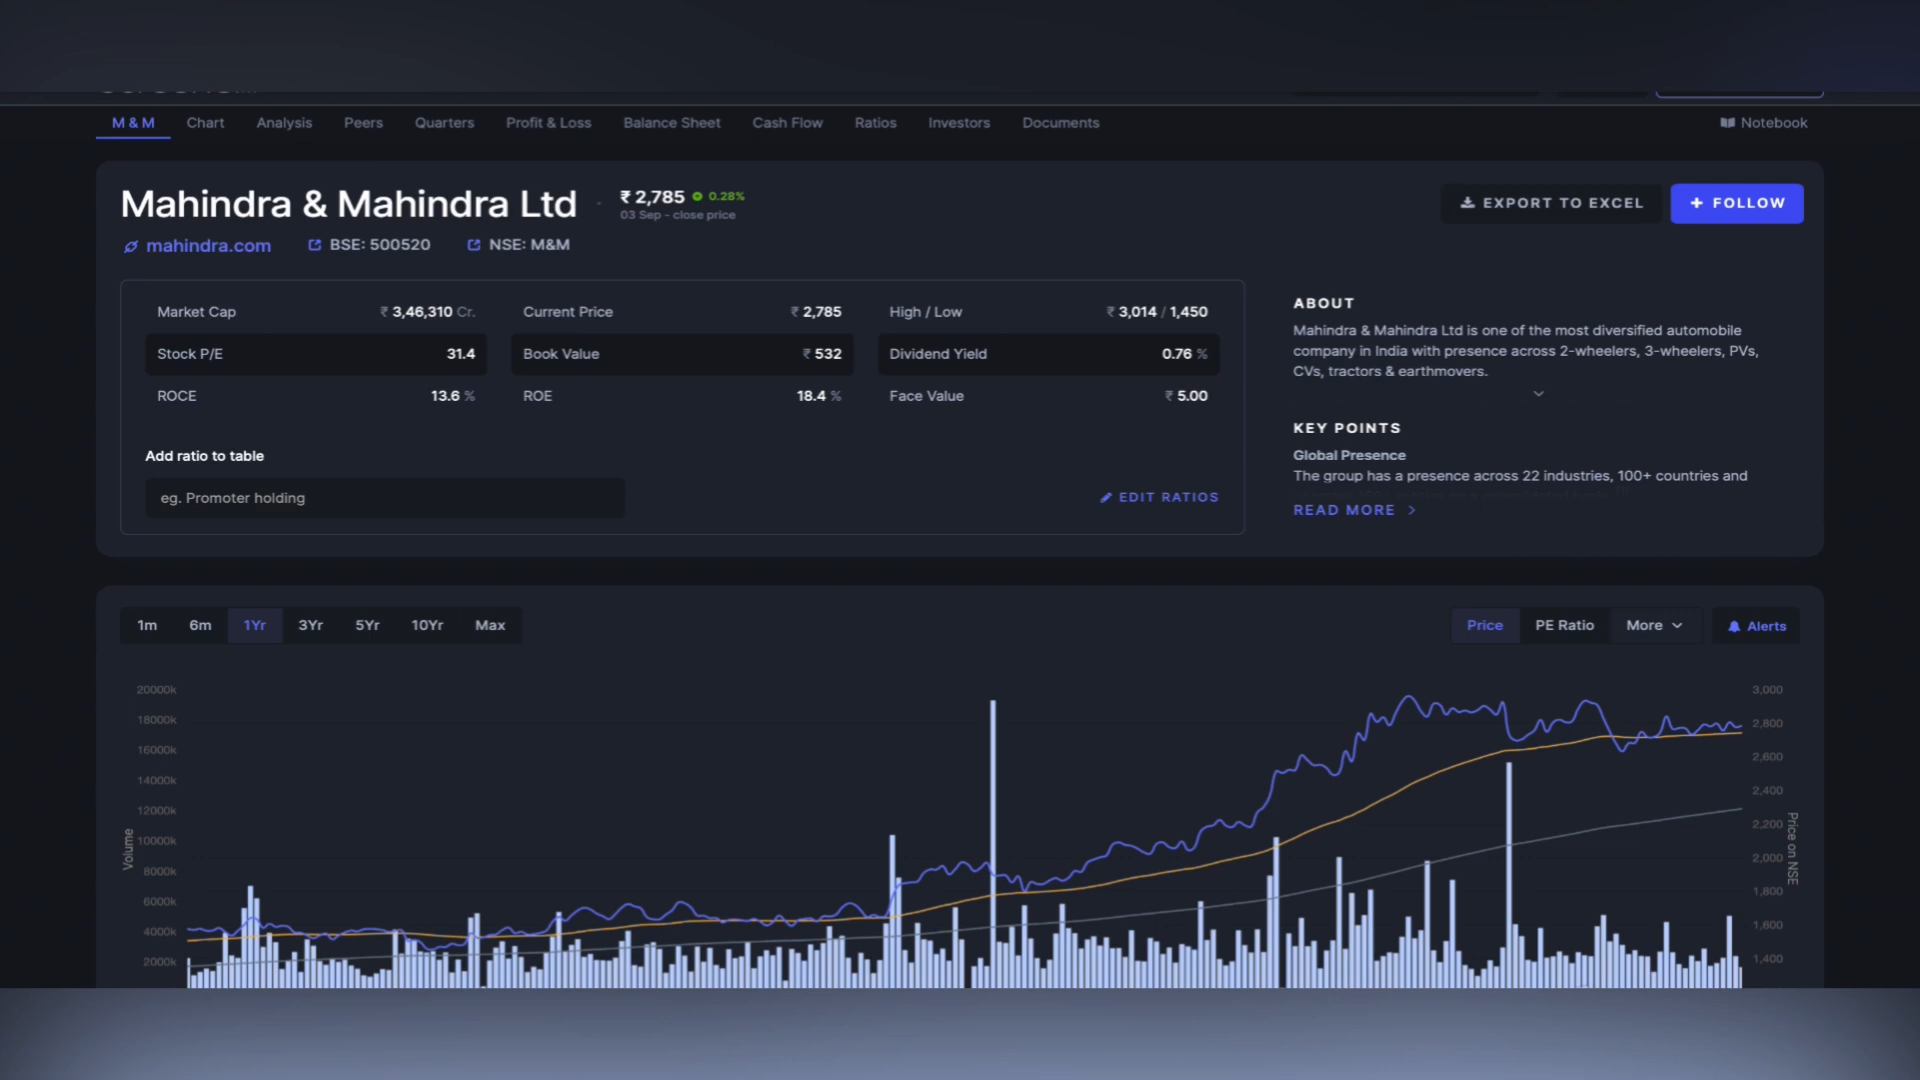 M & M Chart Analysis Peers Quarters Profit & Loss Balance Sheet Cash Flow Ratios Investors Documents Notebook
Mahindra & Mahindra Ltd ₹ 2,785 0.28%
03 Sep - close price
EXPORT TO EXCEL + FOLLOW
mahindra.com BSE: 500520 NSE: M&M
Market Cap ₹ 3,46,310 Cr. Current Price ₹ 2,785 High / Low ₹ 3,014 / 1,450
Stock P/E 31.4 Book Value ₹ 532 Dividend Yield 0.76 %
ROCE 13.6 % ROE 18.4 % Face Value ₹ 5.00
Add ratio to table
eg. Promoter holding
EDIT RATIOS
ABOUT
Mahindra & Mahindra Ltd is one of the most diversified automobile
company in India with presence across 2-wheelers, 3-wheelers, PVs,
CVs, tractors & earthmovers.
KEY POINTS
Global Presence
The group has a presence across 22 industries, 100+ countries and
READ MORE
1m 6m 1Yr 3Yr 5Yr 10Yr Max
Price PE Ratio More Alerts
20000k
18000k
16000k
14000k
12000k
10000k
8000k
6000k
4000k
2000k
Volume
3,000
2,800
2,600
2,400
2,200
2,000
1,800
1,600
1,400
Price on NSE